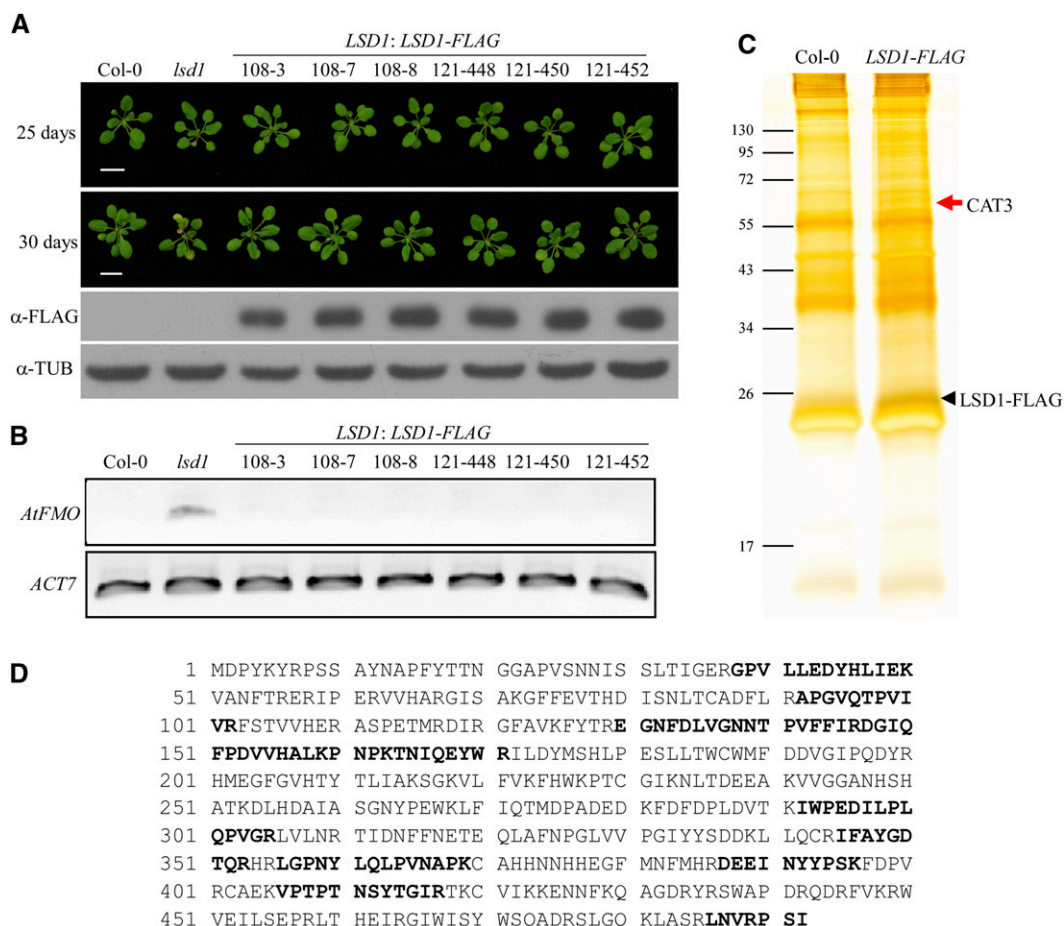 A
LSD1: LSD1-FLAG
Col-0 lsd1 108-3 108-7 108-8 121-448 121-450 121-452
25 days
30 days
α-FLAG
α-TUB
B
LSD1: LSD1-FLAG
Col-0 lsd1 108-3 108-7 108-8 121-448 121-450 121-452
AtFMO
ACT7
C
Col-0 LSD1-FLAG
130
95
72
CAT3
55
43
34
26
LSD1-FLAG
17
D
1 MDPYKYRPSS AYNAPFYTTN GGAPVSNNIS SLTIGERGPV LLEDYHLIEK
51 VANFTRERIP ERVVHARGIS AKGFFEVTHD ISNLTCADFL RAPGVQTPVI
101 VRFSTVVHER ASPETMRDIR GFAVKFYTRE GNFDLVGNNT PVFFIRDGIQ
151 FPDVVHALKP NPKTNIQEYW RILDYMSHLP ESLLTWCWMF DDVGIPQDYR
201 HMEGFGVHTY TLIAKSGKVL FVKFHWKPTC GIKNLTDEEA KVVGGANHSH
251 ATKDLHDAIA SGNYPEWKLF IQTMDPADED KFDFDPLDVT KIWPEDILPL
301 QPVGRLVLNR TIDNFFNETE QLAFNPGLVV PGIYYSDDKL LQCRIFAYGD
351 TQRHRLGPNY LQLPVNAPKC AHHNNHHEGF MNFMHRDEEI NYYPSKFDPV
401 RCAEKVPTPT NSYTGIRTKC VIKKENNFKQ AGDRYRSWAP DRQDRFVKRW
451 VEILSEPRLT HEIRGIWISY WSOADRSLGO KLASRLNVRP SI